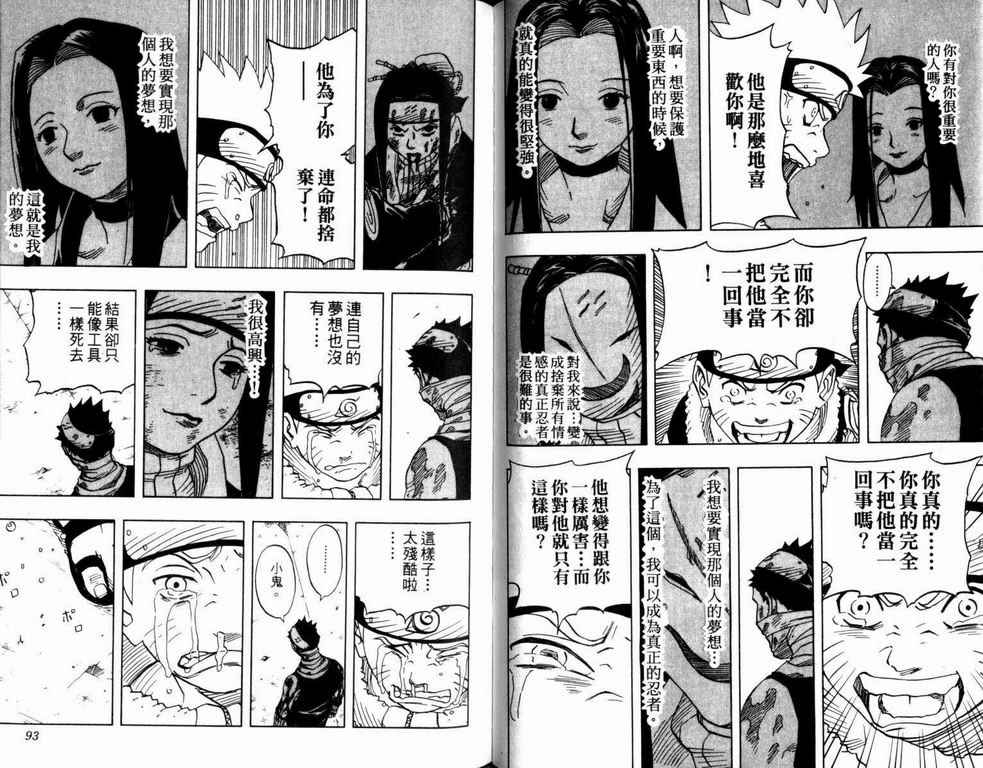 你有對你很重要
的人嗎？
他是那麼地喜
歡你啊！
人啊，想要保護
重要東西的時候，
就真的能變得很堅強。
………
而你卻
完全不
把他當
一回事
！
對我來說…變
成捨棄所有情
感的真正忍者
是很難的事。
你真的………
你真的完全
不把他當一
回事嗎？
我想要實現那個人的夢想…
為了這個，我可以成為真正的忍者。
他想變得跟你
一樣厲害…而
你對他就只有
這樣嗎？
他為了你
——
連命都捨
棄了！
我想要實現那
個人的夢想，
這就是我
的夢想。
連自己的
夢想也沒
有……
我很高興…！
結果卻只
能像工具
一樣死去
……
這樣子…
太殘酷啦
……
………
小鬼。
ポロ
ポロ
93